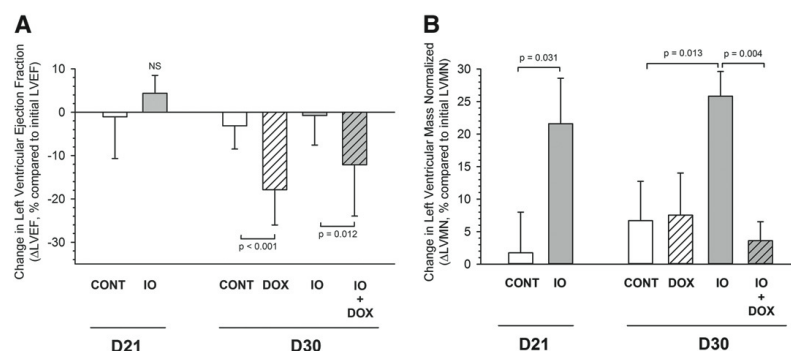 A
Change in Left Ventricular Ejection Fraction
(ΔLVEF, % compared to initial LVEF)
10
0
-10
-20
-30
NS
p < 0.001
p = 0.012
CONT IO CONT DOX IO IO
+
DOX
D21 D30
B
Change in Left Ventricular Mass Normalized
(ΔLVMN, % compared to initial LVMN)
30
25
20
15
10
5
0
p = 0.031
p = 0.013
p = 0.004
CONT IO CONT DOX IO IO
+
DOX
D21 D30